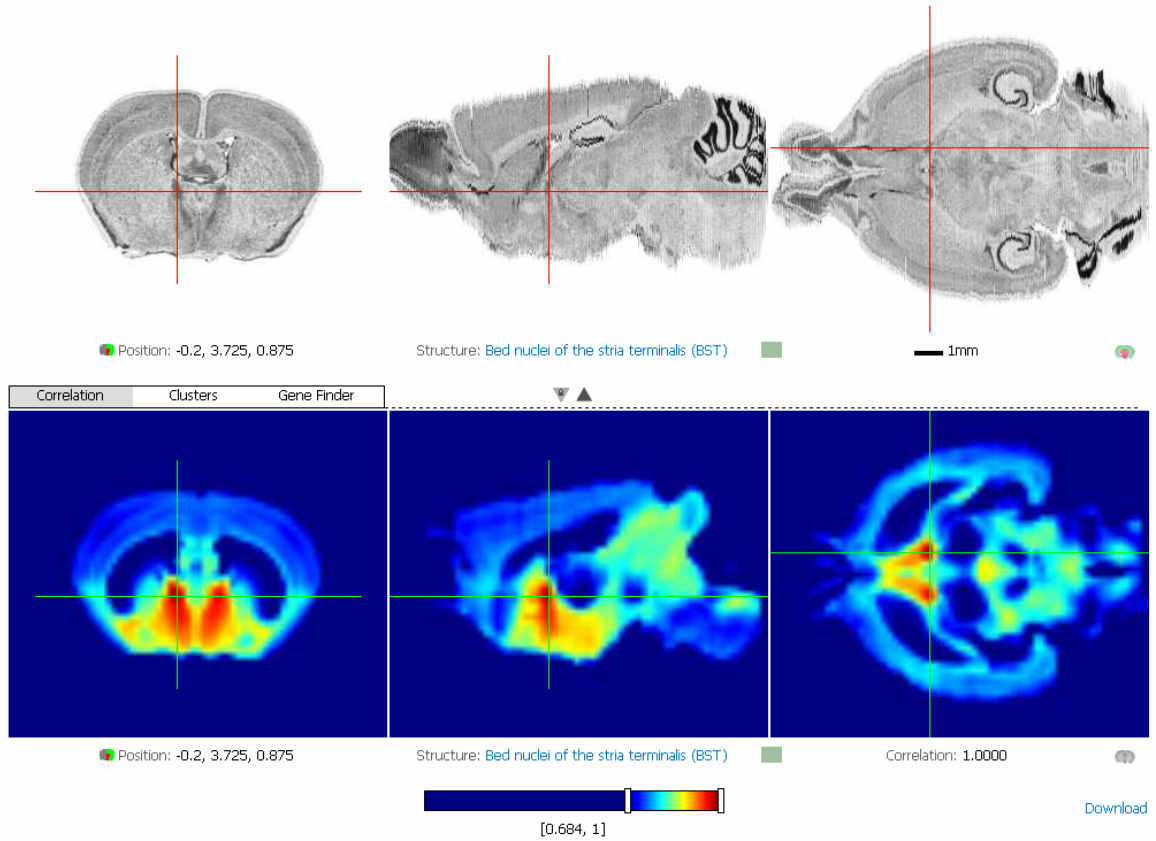 Position: -0.2, 3.725, 0.875
Structure: Bed nuclei of the stria terminalis (BST)
1mm
Correlation
Clusters
Gene Finder
Position: -0.2, 3.725, 0.875
Structure: Bed nuclei of the stria terminalis (BST)
Correlation: 1.0000
Download
[0.684, 1]